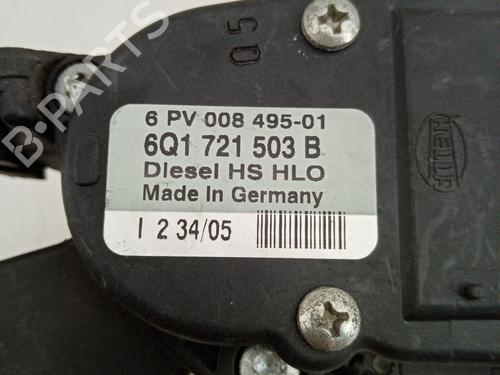 Q5
6 PV 008 495-01
6Q1 721 503 B
Diesel HS HLO
Made in Germany
I 2 34/05
HELLA
B-PARTS